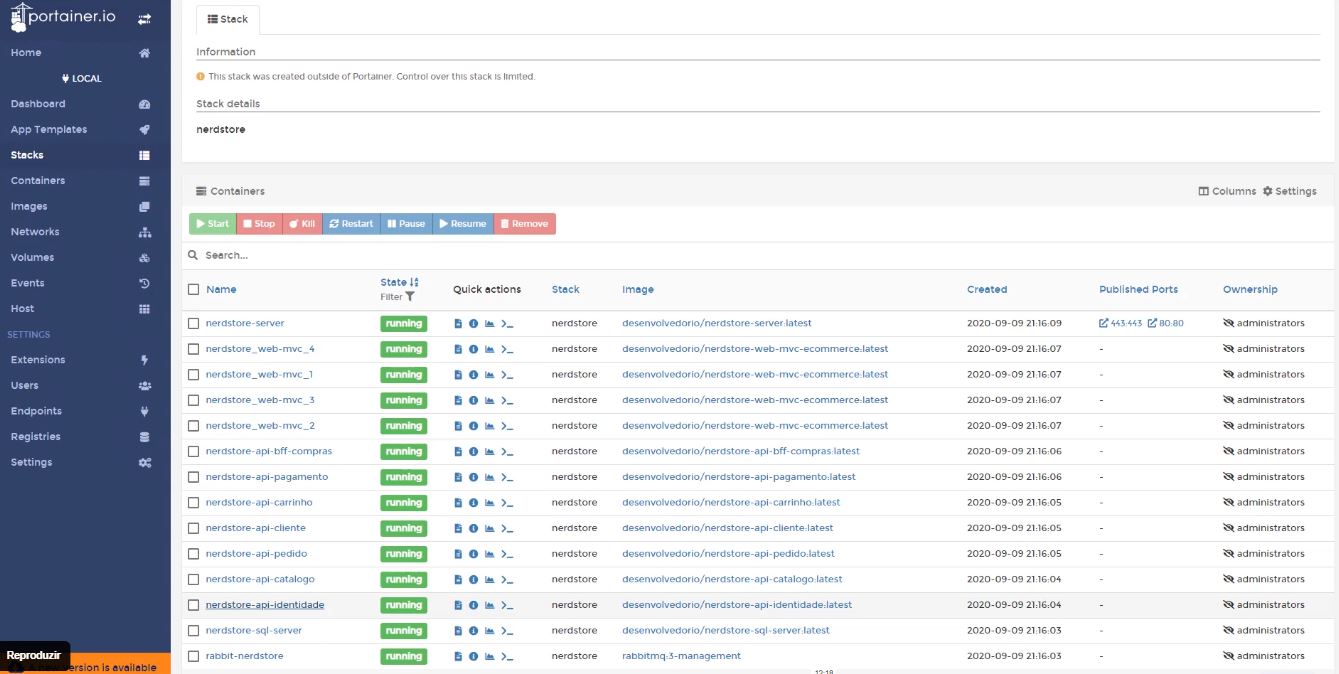 portainer.io
Home
LOCAL
Dashboard
App Templates
Stacks
Containers
Images
Networks
Volumes
Events
Host
SETTINGS
Extensions
Users
Endpoints
Registries
Settings
Reproduzir
A new version is available
Stack
Information
This stack was created outside of Portainer. Control over this stack is limited.
Stack details
nerdstore
Containers Columns Settings
Start Stop Kill Restart Pause Resume Remove
Search...
Name State Filter Quick actions Stack Image Created Published Ports Ownership
nerdstore-server running nerdstore desenvolvedorio/nerdstore-server:latest 2020-09-09 21:16:09 443:443 80:80 administrators
nerdstore_web-mvc_4 running nerdstore desenvolvedorio/nerdstore-web-mvc-ecommerce:latest 2020-09-09 21:16:07 - administrators
nerdstore_web-mvc_1 running nerdstore desenvolvedorio/nerdstore-web-mvc-ecommerce:latest 2020-09-09 21:16:07 - administrators
nerdstore_web-mvc_3 running nerdstore desenvolvedorio/nerdstore-web-mvc-ecommerce:latest 2020-09-09 21:16:07 - administrators
nerdstore_web-mvc_2 running nerdstore desenvolvedorio/nerdstore-web-mvc-ecommerce:latest 2020-09-09 21:16:07 - administrators
nerdstore-api-bff-compras running nerdstore desenvolvedorio/nerdstore-api-bff-compras:latest 2020-09-09 21:16:06 - administrators
nerdstore-api-pagamento running nerdstore desenvolvedorio/nerdstore-api-pagamento:latest 2020-09-09 21:16:06 - administrators
nerdstore-api-carrinho running nerdstore desenvolvedorio/nerdstore-api-carrinho:latest 2020-09-09 21:16:05 - administrators
nerdstore-api-cliente running nerdstore desenvolvedorio/nerdstore-api-cliente:latest 2020-09-09 21:16:05 - administrators
nerdstore-api-pedido running nerdstore desenvolvedorio/nerdstore-api-pedido:latest 2020-09-09 21:16:05 - administrators
nerdstore-api-catalogo running nerdstore desenvolvedorio/nerdstore-api-catalogo:latest 2020-09-09 21:16:04 - administrators
nerdstore-api-identidade running nerdstore desenvolvedorio/nerdstore-api-identidade:latest 2020-09-09 21:16:04 - administrators
nerdstore-sql-server running nerdstore desenvolvedorio/nerdstore-sql-server:latest 2020-09-09 21:16:03 - administrators
rabbit-nerdstore running nerdstore rabbitmq:3-management 2020-09-09 21:16:03 - administrators